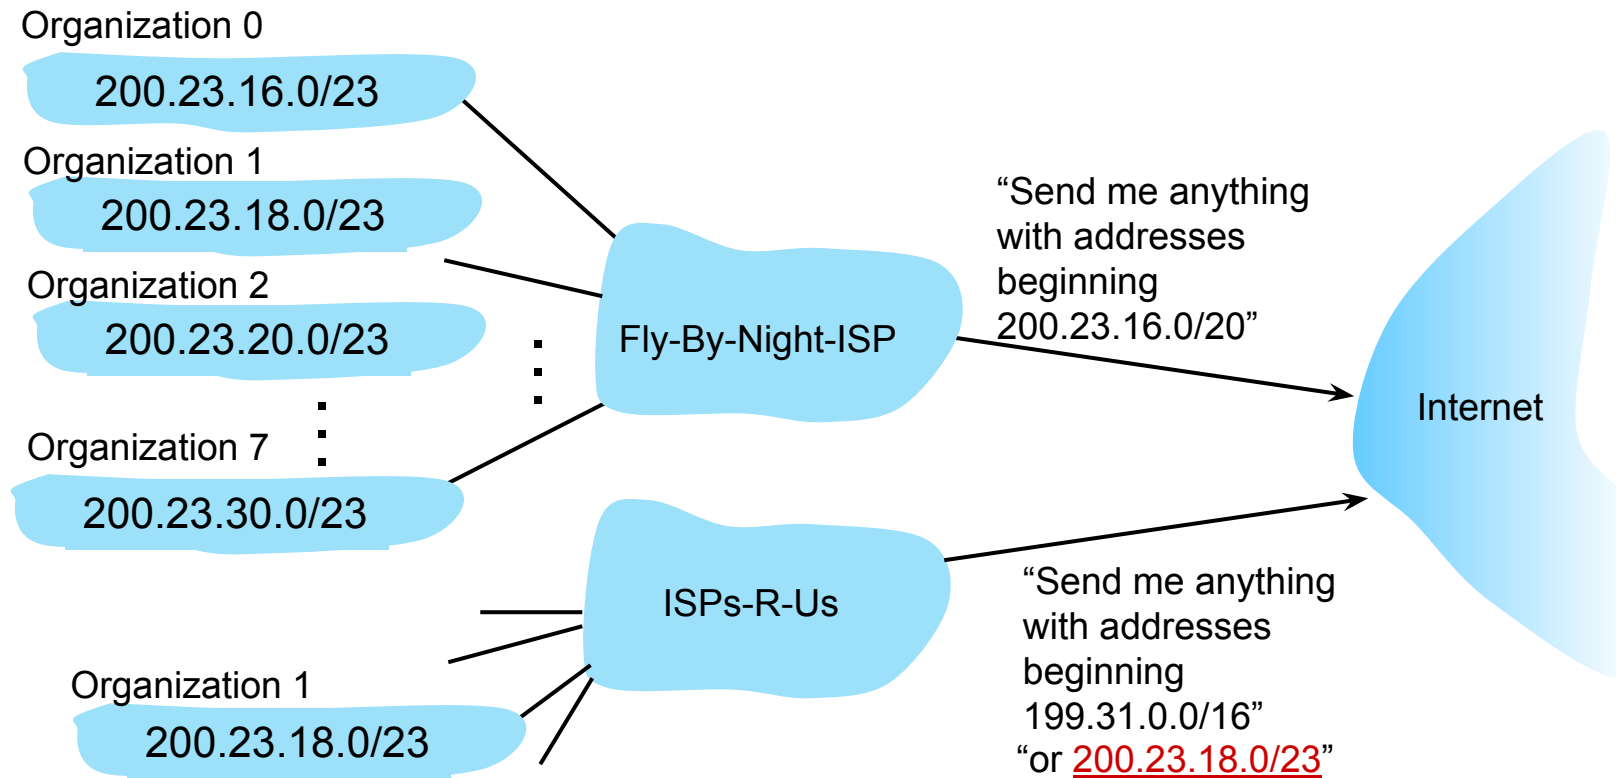 Organization 0
200.23.16.0/23
Organization 1
200.23.18.0/23
Organization 2
200.23.20.0/23
Organization 7
200.23.30.0/23
Fly-By-Night-ISP
“Send me anything
with addresses
beginning
200.23.16.0/20”
Internet
ISPs-R-Us
Organization 1
200.23.18.0/23
“Send me anything
with addresses
beginning
199.31.0.0/16”
“or 200.23.18.0/23”